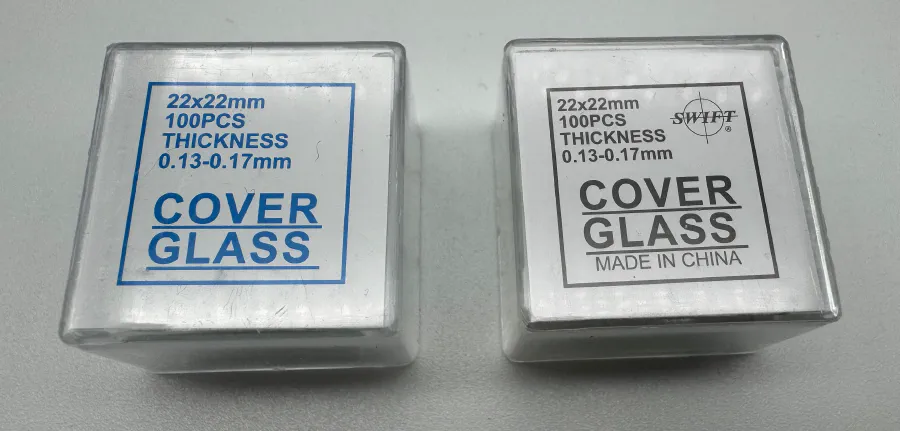 22x22mm
100PCS
THICKNESS
0.13-0.17mm
COVER
GLASS
22x22mm
100PCS
THICKNESS
0.13-0.17mm
SWIFT
®
COVER
GLASS
MADE IN CHINA